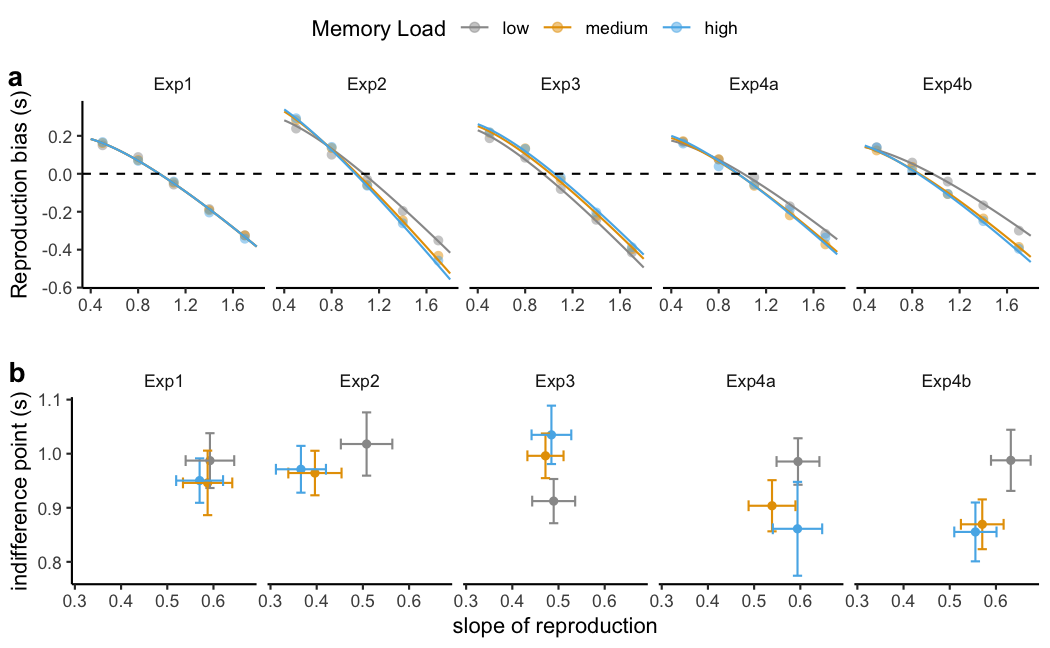 Memory Load low medium high
a
Exp1 Exp2 Exp3 Exp4a Exp4b
Reproduction bias (s)
0.2
0.0
-0.2
-0.4
-0.6
0.4 0.8 1.2 1.6 0.4 0.8 1.2 1.6 0.4 0.8 1.2 1.6 0.4 0.8 1.2 1.6 0.4 0.8 1.2 1.6
b
Exp1 Exp2 Exp3 Exp4a Exp4b
indifference point (s)
1.1
1.0
0.9
0.8
0.3 0.4 0.5 0.6 0.3 0.4 0.5 0.6 0.3 0.4 0.5 0.6 0.3 0.4 0.5 0.6 0.3 0.4 0.5 0.6
slope of reproduction